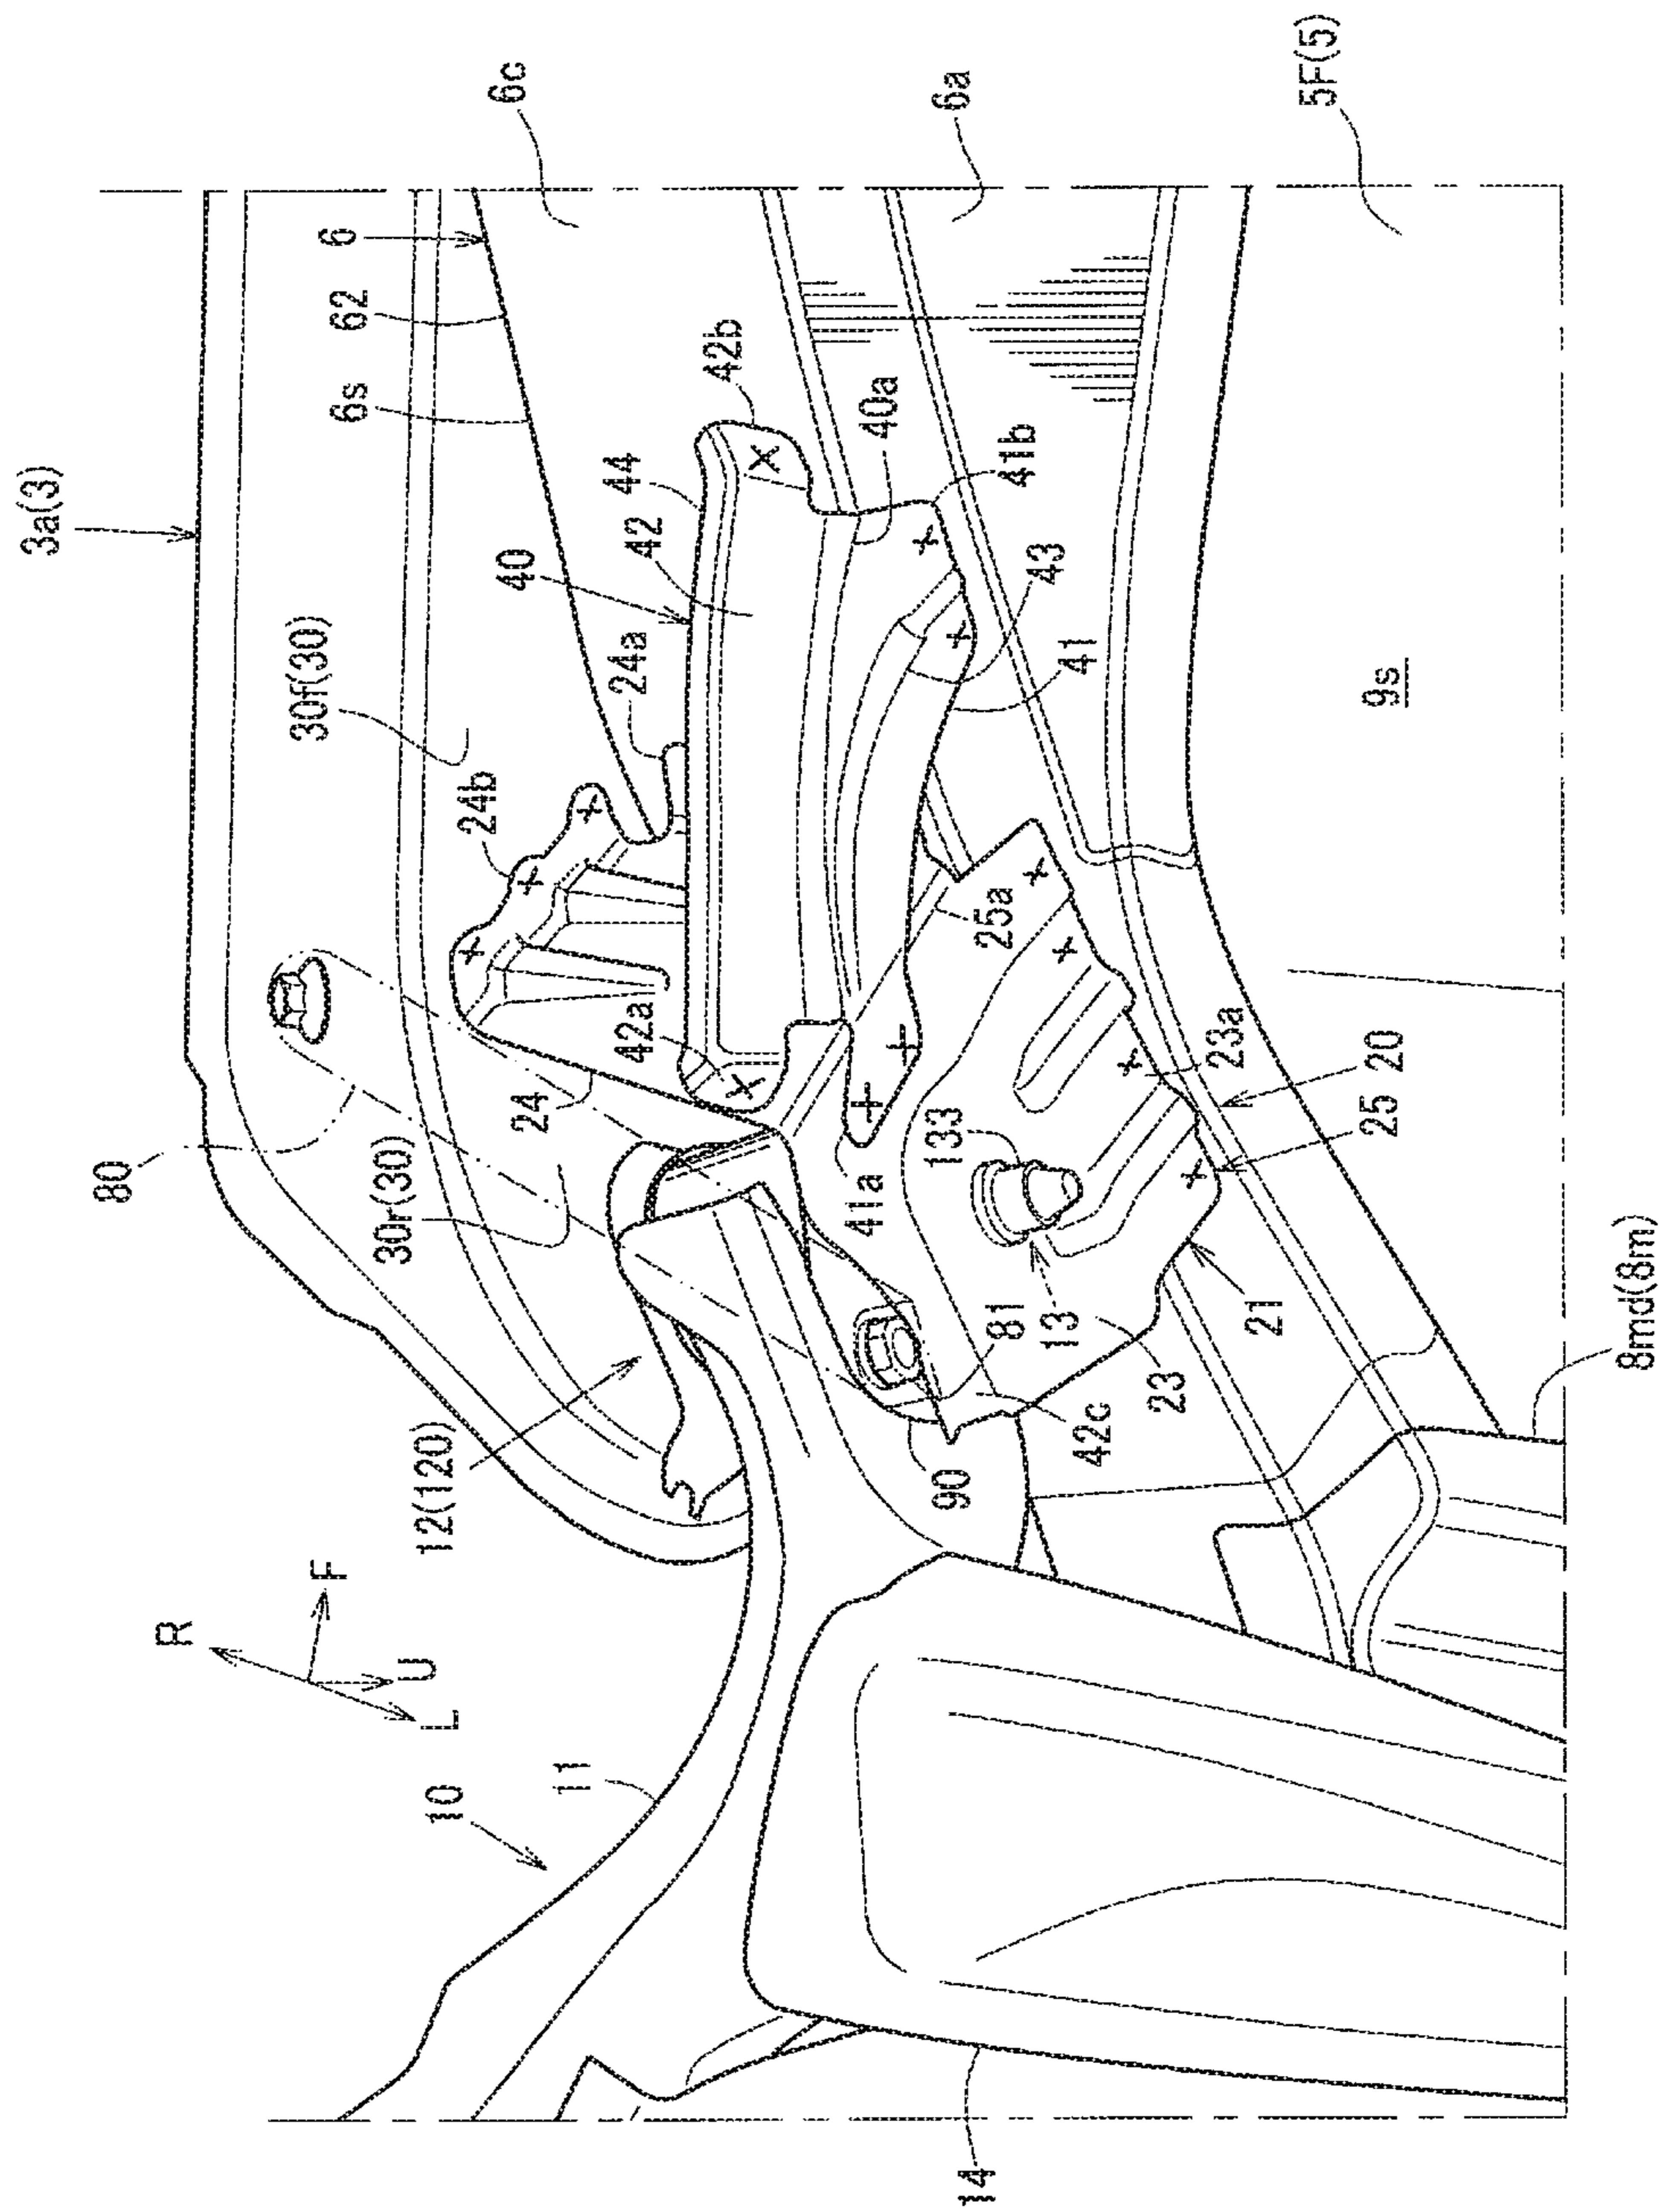 3a(3)
80
30f(30)
30r(30)
6s
62
6
6c
24b
24a
24
40
44
42
42b
42a
40a
41b
43
41
6a
5F(5)
9s
25a
23a
20
25
133
41a
13
81
21
23
42c
90
12(120)
8md(8m)
R
F
U
L
10
11
14